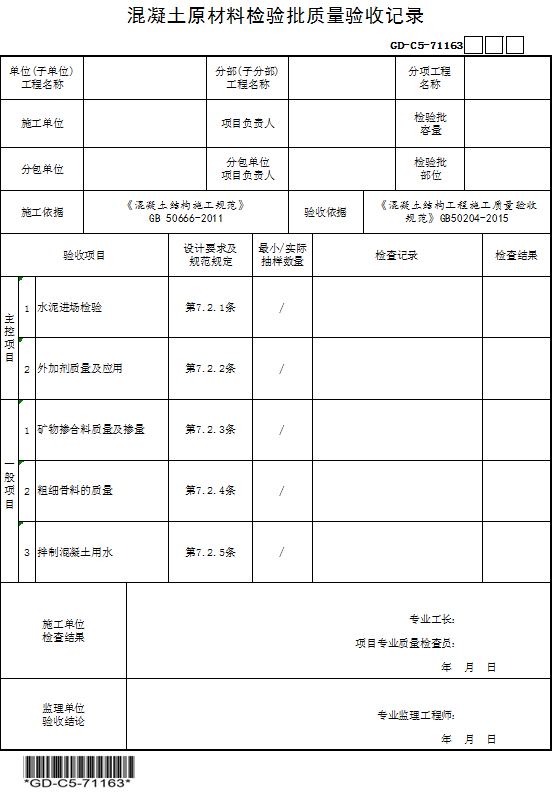 混凝土原材料检验批质量验收记录
GD-C5-71163
单位(子单位)
工程名称
分部(子分部)
工程名称
分项工程
名称
施工单位
项目负责人
检验批
容量
分包单位
分包单位
项目负责人
检验批
部位
施工依据
《混凝土结构施工规范》
GB 50666-2011
验收依据
《混凝土结构工程施工质量验收
规范》GB50204-2015
验收项目
设计要求及
规范规定
最小/实际
抽样数量
检查记录
检查结果
主控项目
1 水泥进场检验 第7.2.1条 /
2 外加剂质量及应用 第7.2.2条 /
一般项目
1 矿物掺合料质量及掺量 第7.2.3条 /
2 粗细骨料的质量 第7.2.4条 /
3 拌制混凝土用水 第7.2.5条 /
施工单位
检查结果
专业工长:
项目专业质量检查员:
年 月 日
监理单位
验收结论
专业监理工程师:
年 月 日
*GD-C5-71163*